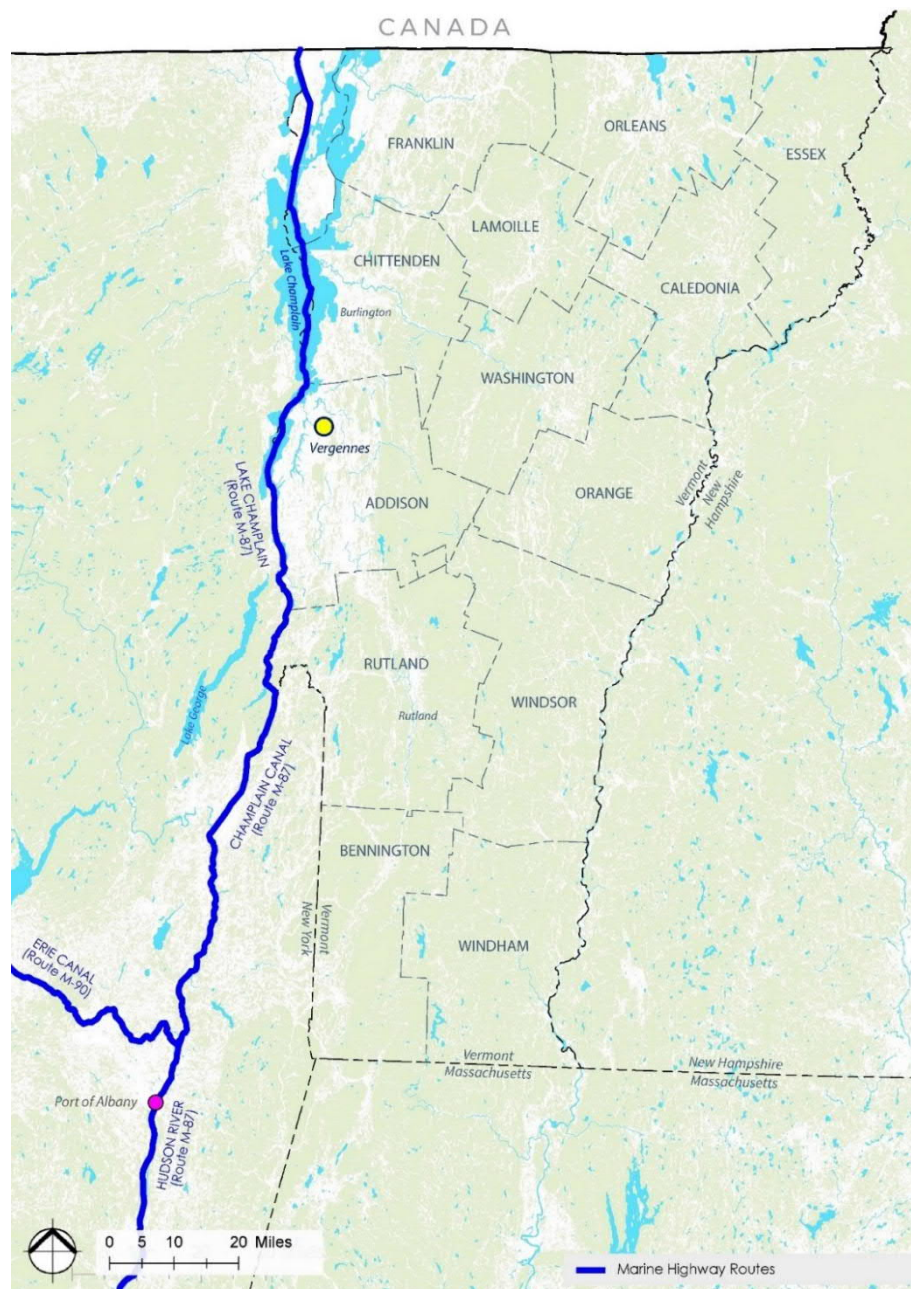 CANADA
FRANKLIN
ORLEANS
ESSEX
LAMOILLE
CHITTENDEN
Lake Champlain
CALEDONIA
Burlington
WASHINGTON
Vergennes
LAKE CHAMPLAIN
(Route M-87)
ADDISON
ORANGE
Vermont
New Hampshire
RUTLAND
Lake George
WINDSOR
Rutland
CHAMPLAIN CANAL
(Route M-87)
BENNINGTON
New York
Vermont
WINDHAM
ERIE CANAL
(Route M-90)
Vermont
Massachusetts
New Hampshire
Massachusetts
Port of Albany
HUDSON RIVER
(Route M-87)
0 5 10 20 Miles
Marine Highway Routes